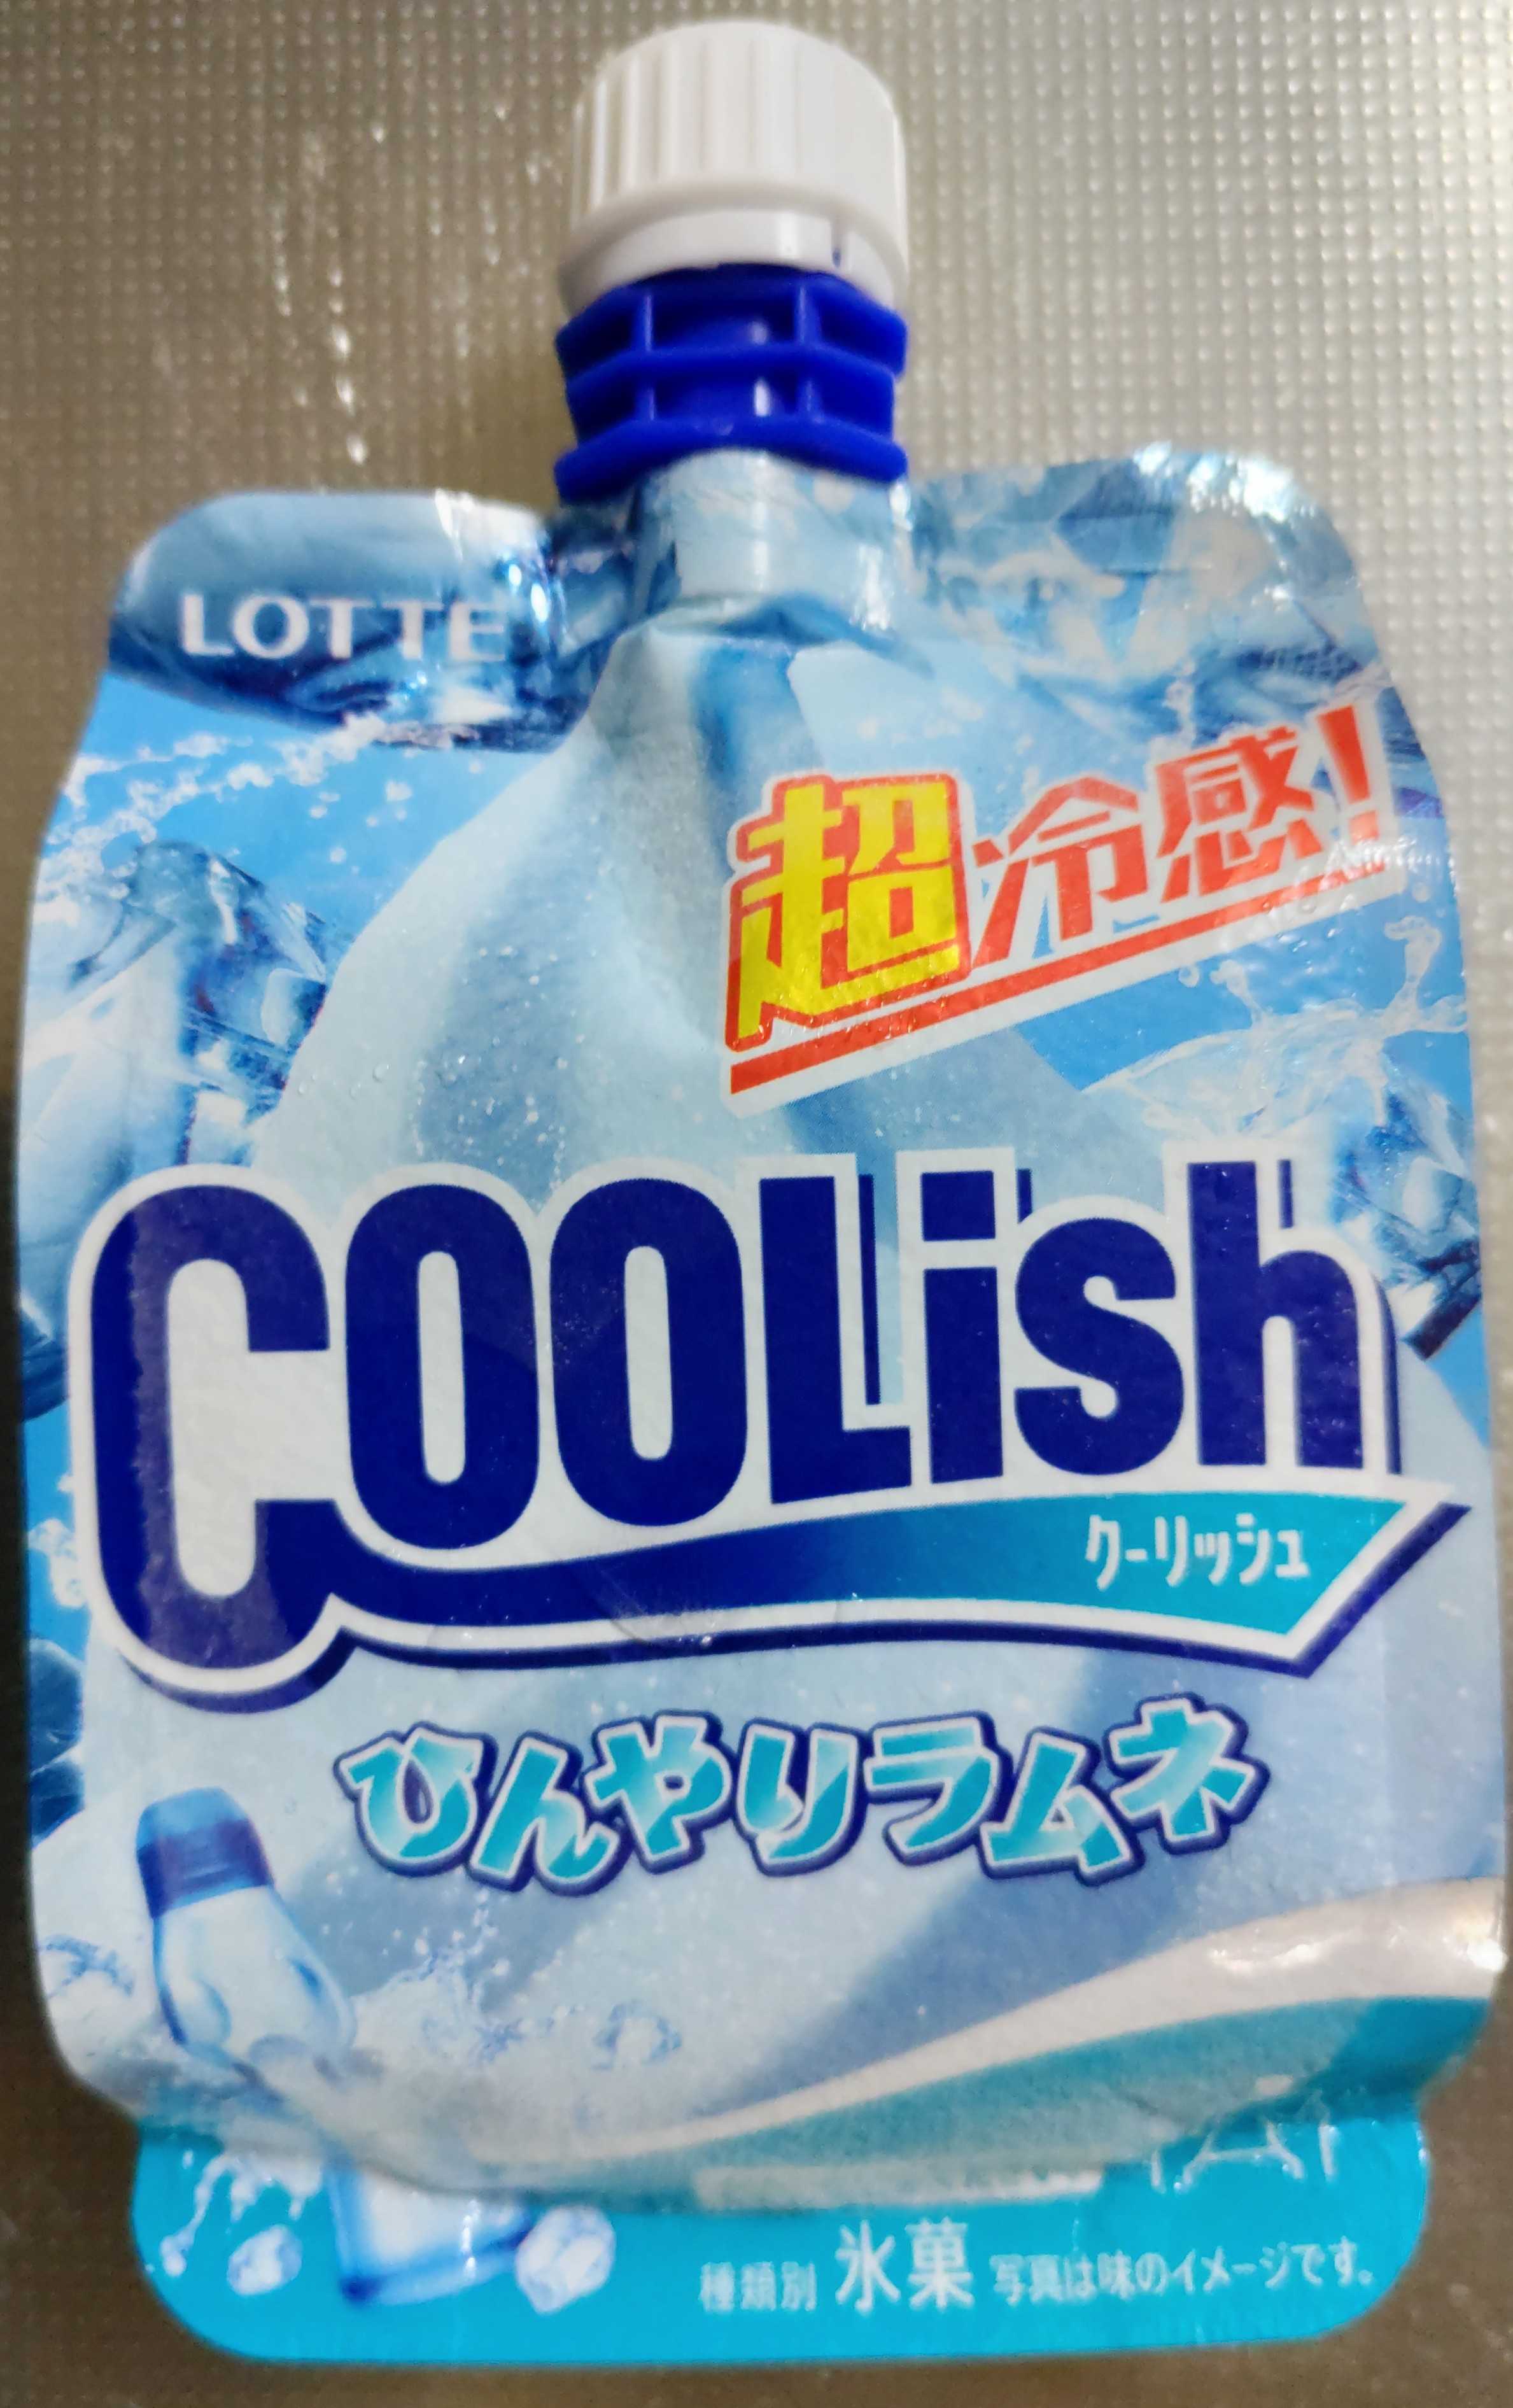 LOTTE
超冷感!
COOLish
クーリッシュ
ひんやりラムネ
種類別 氷菓 写真は味のイメージです。